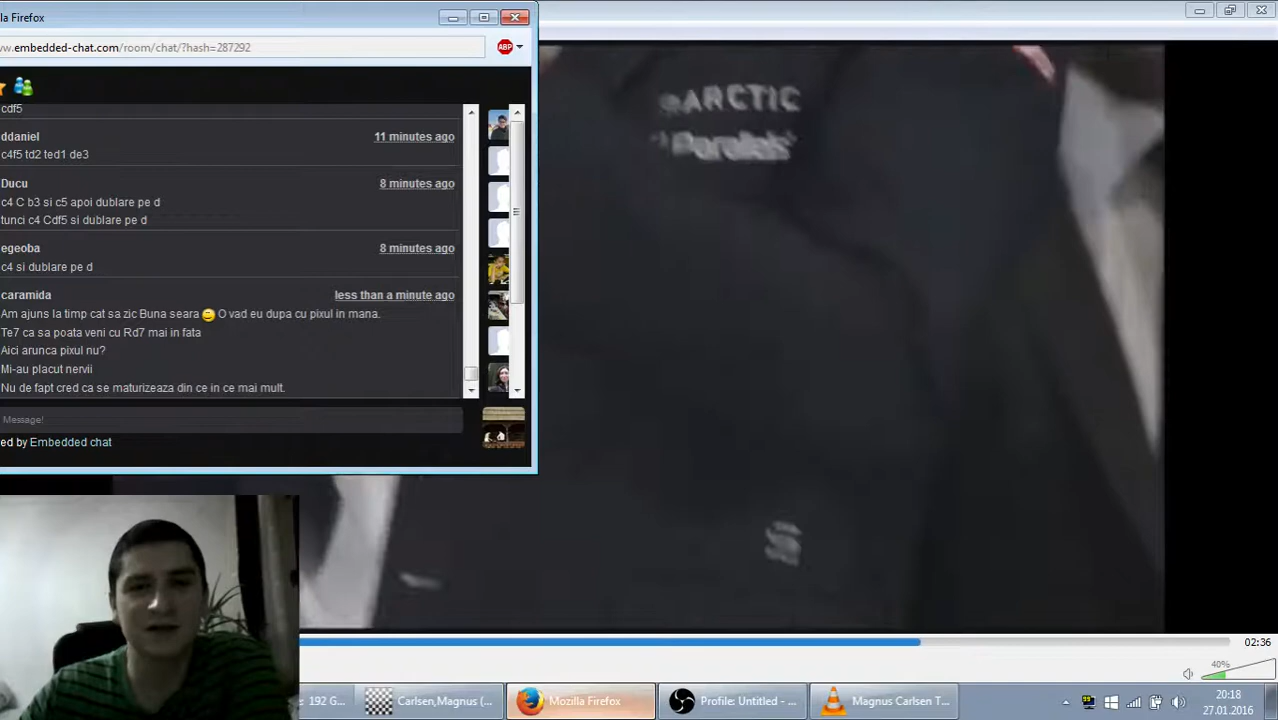 la Firefox
w.embedded-chat.com/room/chat/?hash=287292
ABP
cdf5
ddaniel 11 minutes ago
c4f5 td2 ted1 de3
Ducu 8 minutes ago
c4 C b3 si c5 apoi dublare pe d
tunci c4 Cdf5 si dublare pe d
egeoba 8 minutes ago
c4 si dublare pe d
caramida less than a minute ago
Am ajuns la timp cat sa zic Buna seara O vad eu dupa cu pixul in mana.
Te7 ca sa poata veni cu Rd7 mai in fata
Aici arunca pixul nu?
Mi-au placut nervii
Nu de fapt cred ca se maturizeaza din ce in ce mai mult.
Message!
ed by Embedded chat
ARCTIC
Parallels
S
02:36
40%
192 G...
Carlsen,Magnus (...
Mozilla Firefox
Profile: Untitled - ...
Magnus Carlsen T...
20:18
27.01.2016